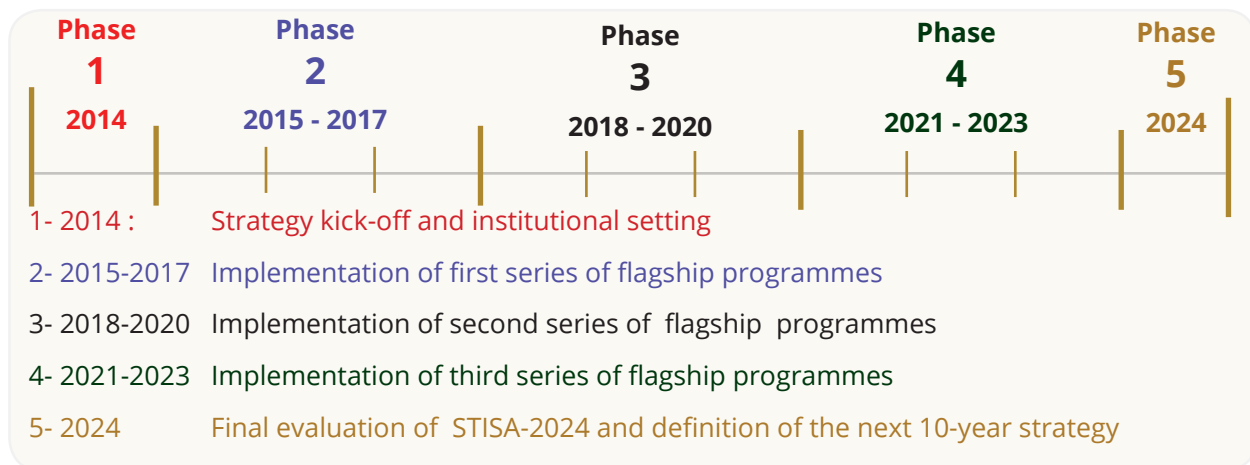 Phase
1
2014
Phase
2
2015 - 2017
Phase
3
2018 - 2020
Phase
4
2021 - 2023
Phase
5
2024
1- 2014 : Strategy kick-off and institutional setting
2- 2015-2017 Implementation of first series of flagship programmes
3- 2018-2020 Implementation of second series of flagship programmes
4- 2021-2023 Implementation of third series of flagship programmes
5- 2024 Final evaluation of STISA-2024 and definition of the next 10-year strategy